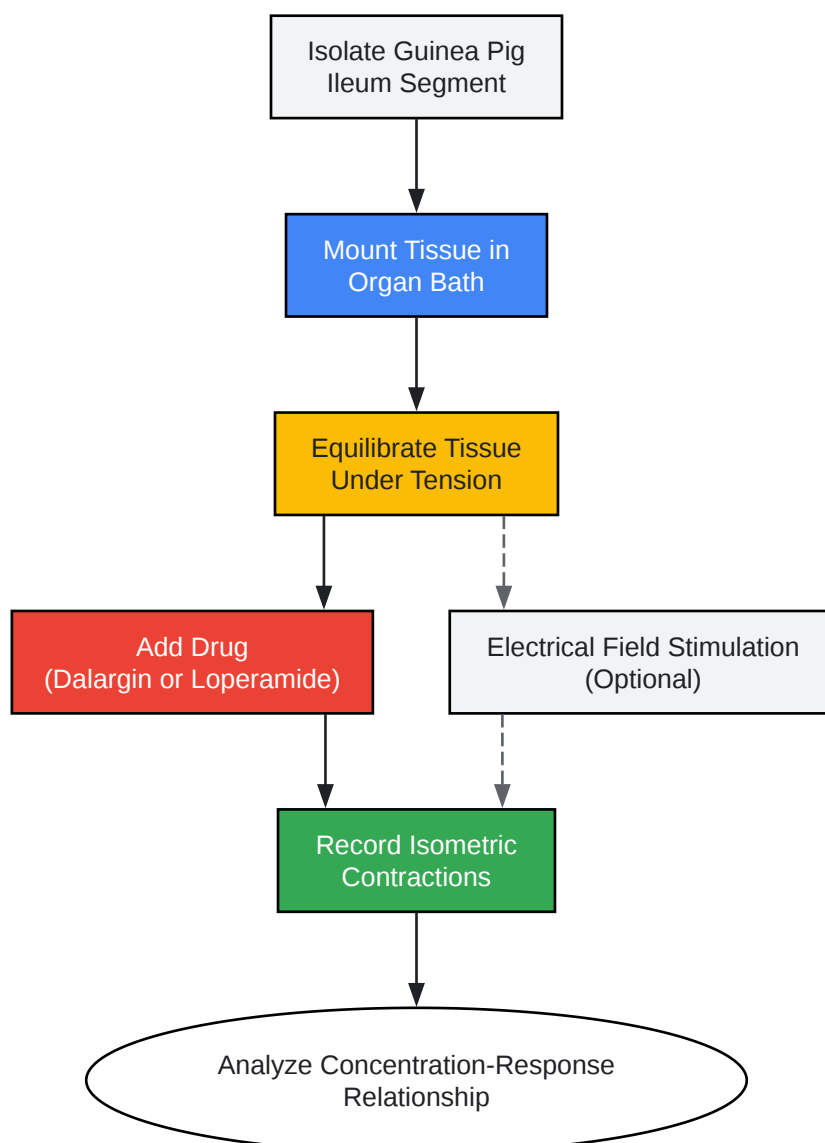 Isolate Guinea Pig
Ileum Segment
Mount Tissue in
Organ Bath
Equilibrate Tissue
Under Tension
Add Drug
(Dalargin or Loperamide)
Electrical Field Stimulation
(Optional)
Record Isometric
Contractions
Analyze Concentration-Response
Relationship